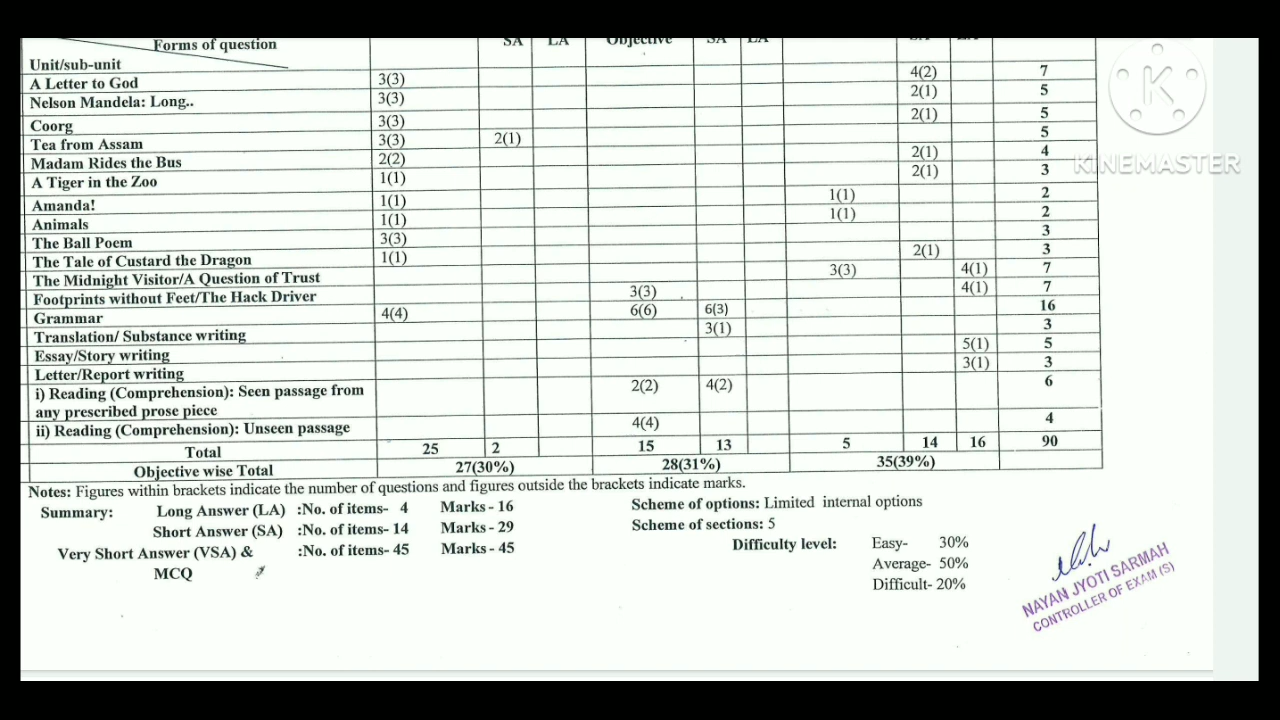 Forms of question SA LA Objective SA LA
Unit/sub-unit
A Letter to God 3(3) 4(2) 7
Nelson Mandela: Long.. 3(3) 2(1) 5
Coorg 3(3) 2(1) 5
Tea from Assam 3(3) 2(1) 5
Madam Rides the Bus 2(2) 2(1) 4
A Tiger in the Zoo 1(1) 2(1) 3
Amanda! 1(1) 1(1) 2
Animals 1(1) 1(1) 2
The Ball Poem 3(3) 3
The Tale of Custard the Dragon 1(1) 2(1) 3
The Midnight Visitor/A Question of Trust 3(3) 4(1) 7
Footprints without Feet/The Hack Driver 3(3) 4(1) 7
Grammar 4(4) 6(6) 6(3) 16
Translation/ Substance writing 3(1) 3
Essay/Story writing 5(1) 5
Letter/Report writing 3(1) 3
i) Reading (Comprehension): Seen passage from 2(2) 4(2) 6
any prescribed prose piece
ii) Reading (Comprehension): Unseen passage 4(4) 4
Total 25 2 15 13 5 14 16 90
Objective wise Total 27(30%) 28(31%) 35(39%)
Notes: Figures within brackets indicate the number of questions and figures outside the brackets indicate marks.
Summary: Long Answer (LA) :No. of items- 4 Marks - 16 Scheme of options: Limited internal options
Short Answer (SA) :No. of items- 14 Marks - 29 Scheme of sections: 5
Very Short Answer (VSA) & :No. of items- 45 Marks - 45 Difficulty level: Easy- 30%
MCQ Average- 50%
Difficult- 20%
NAYAN JYOTI SARMAH
CONTROLLER OF EXAM (S)
K
KINEMASTER